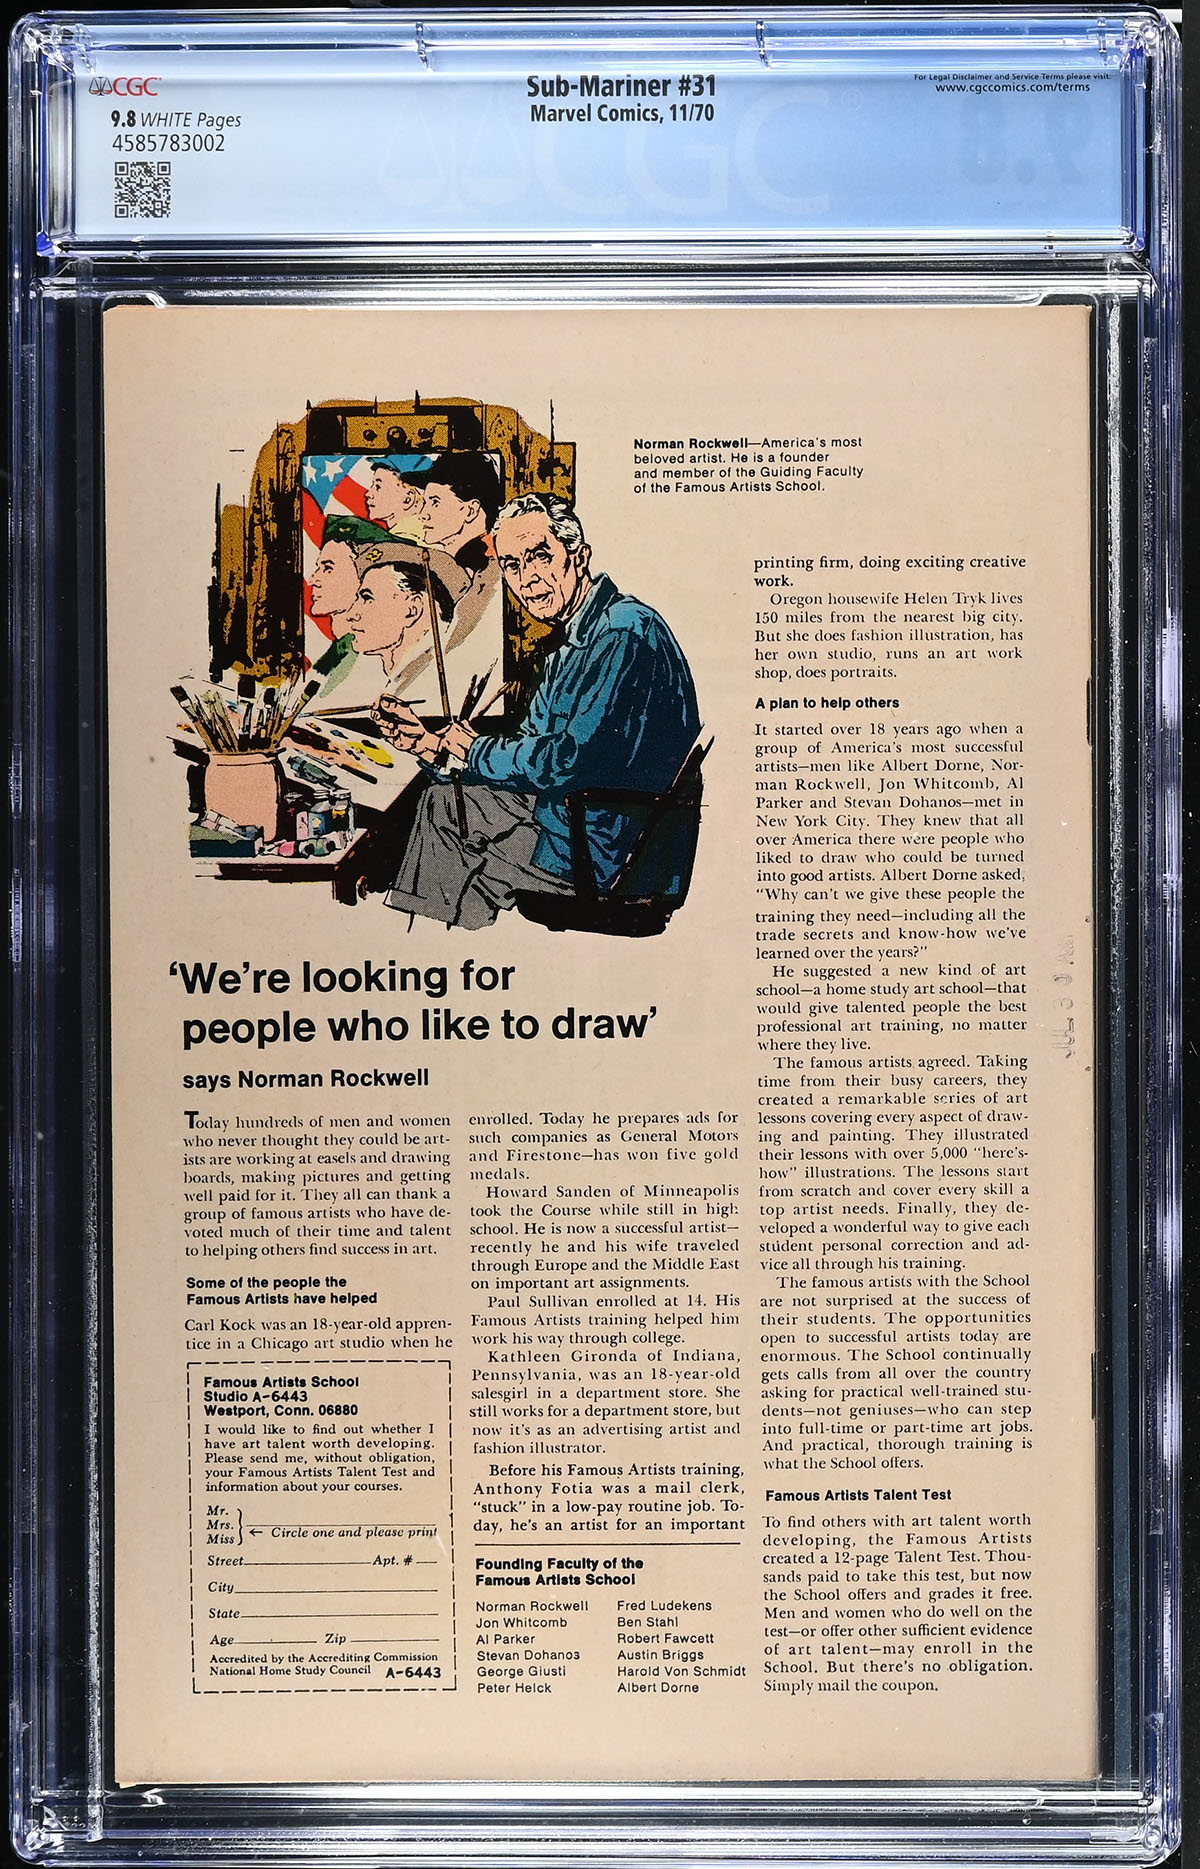 CGC
9.8 WHITE Pages
4585783002
Sub-Mariner #31
Marvel Comics, 11/70
For Legal Disclaimer and Service Terms please visit:
www.cgccomics.com/terms
CGC
Norman Rockwell—America's most
beloved artist. He is a founder
and member of the Guiding Faculty
of the Famous Artists School.
'We're looking for
people who like to draw'
says Norman Rockwell
Today hundreds of men and women
who never thought they could be art-
ists are working at easels and drawing
boards, making pictures and getting
well paid for it. They all can thank a
group of famous artists who have de-
voted much of their time and talent
to helping others find success in art.
Some of the people the
Famous Artists have helped
Carl Kock was an 18-year-old appren-
tice in a Chicago art studio when he
Famous Artists School
Studio A-6443
Westport, Conn. 06880
I would like to find out whether I
have art talent worth developing.
Please send me, without obligation,
your Famous Artists Talent Test and
information about your courses.
Mr.
Mrs.
Miss
← Circle one and please print
Street Apt. #
City
State
Age Zip
Accredited by the Accrediting Commission
National Home Study Council A-6443
enrolled. Today he prepares ads for
such companies as General Motors
and Firestone—has won five gold
medals.
Howard Sanden of Minneapolis
took the Course while still in high
school. He is now a successful artist—
recently he and his wife traveled
through Europe and the Middle East
on important art assignments.
Paul Sullivan enrolled at 14. His
Famous Artists training helped him
work his way through college.
Kathleen Gironda of Indiana,
Pennsylvania, was an 18-year-old
salesgirl in a department store. She
still works for a department store, but
now it's as an advertising artist and
fashion illustrator.
Before his Famous Artists training,
Anthony Fotia was a mail clerk,
"stuck" in a low-pay routine job. To-
day, he's an artist for an important
Founding Faculty of the
Famous Artists School
Norman Rockwell
Jon Whitcomb
Al Parker
Stevan Dohanos
George Giusti
Peter Helck
Fred Ludekens
Ben Stahl
Robert Fawcett
Austin Briggs
Harold Von Schmidt
Albert Dorne
printing firm, doing exciting creative
work.
Oregon housewife Helen Tryk lives
150 miles from the nearest big city.
But she does fashion illustration, has
her own studio, runs an art work
shop, does portraits.
A plan to help others
It started over 18 years ago when a
group of America's most successful
artists—men like Albert Dorne, Nor-
man Rockwell, Jon Whitcomb, Al
Parker and Stevan Dohanos—met in
New York City. They knew that all
over America there were people who
liked to draw who could be turned
into good artists. Albert Dorne asked,
"Why can't we give these people the
training they need—including all the
trade secrets and know-how we've
learned over the years?"
He suggested a new kind of art
school—a home study art school—that
would give talented people the best
professional art training, no matter
where they live.
The famous artists agreed. Taking
time from their busy careers, they
created a remarkable series of art
lessons covering every aspect of draw-
ing and painting. They illustrated
their lessons with over 5,000 "here's-
how" illustrations. The lessons start
from scratch and cover every skill a
top artist needs. Finally, they de-
veloped a wonderful way to give each
student personal correction and ad-
vice all through his training.
The famous artists with the School
are not surprised at the success of
their students. The opportunities
open to successful artists today are
enormous. The School continually
gets calls from all over the country
asking for practical well-trained stu-
dents—not geniuses—who can step
into full-time or part-time art jobs.
And practical, thorough training is
what the School offers.
Famous Artists Talent Test
To find others with art talent worth
developing, the Famous Artists
created a 12-page Talent Test. Thou-
sands paid to take this test, but now
the School offers and grades it free.
Men and women who do well on the
test—or offer other sufficient evidence
of art talent—may enroll in the
School. But there's no obligation.
Simply mail the coupon.